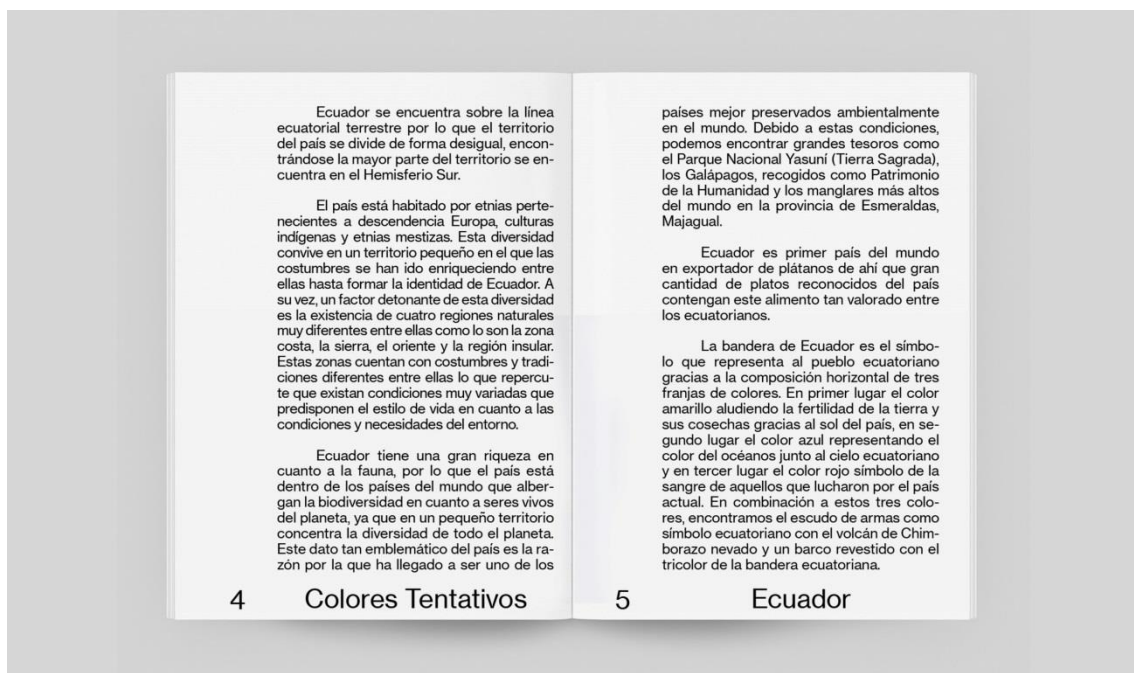 Ecuador se encuentra sobre la línea
ecuatorial terrestre por lo que el territorio
del país se divide de forma desigual, encon-
trándose la mayor parte del territorio se en-
cuentra en el Hemisferio Sur.
El país está habitado por etnias perte-
necientes a descendencia Europa, culturas
indígenas y etnias mestizas. Esta diversidad
convive en un territorio pequeño en el que las
costumbres se han ido enriqueciendo entre
ellas hasta formar la identidad de Ecuador. A
su vez, un factor detonante de esta diversidad
es la existencia de cuatro regiones naturales
muy diferentes entre ellas como lo son la zona
costa, la sierra, el oriente y la región insular.
Estas zonas cuentan con costumbres y tradi-
ciones diferentes entre ellas lo que repercu-
te que existan condiciones muy variadas que
predisponen el estilo de vida en cuanto a las
condiciones y necesidades del entorno.
Ecuador tiene una gran riqueza en
cuanto a la fauna, por lo que el país está
dentro de los países del mundo que alber-
gan la biodiversidad en cuanto a seres vivos
del planeta, ya que en un pequeño territorio
concentra la diversidad de todo el planeta.
Este dato tan emblemático del país es la ra-
zón por la que ha llegado a ser uno de los
4 Colores Tentativos
países mejor preservados ambientalmente
en el mundo. Debido a estas condiciones,
podemos encontrar grandes tesoros como
el Parque Nacional Yasuní (Tierra Sagrada),
los Galápagos, recogidos como Patrimonio
de la Humanidad y los manglares más altos
del mundo en la provincia de Esmeraldas,
Majagual.
Ecuador es primer país del mundo
en exportador de plátanos de ahí que gran
cantidad de platos reconocidos del país
contengan este alimento tan valorado entre
los ecuatorianos.
La bandera de Ecuador es el símbo-
lo que representa al pueblo ecuatoriano
gracias a la composición horizontal de tres
franjas de colores. En primer lugar el color
amarillo aludiendo la fertilidad de la tierra y
sus cosechas gracias al sol del país, en se-
gundo lugar el color azul representando el
color del océanos junto al cielo ecuatoriano
y en tercer lugar el color rojo símbolo de la
sangre de aquellos que lucharon por el país
actual. En combinación a estos tres colo-
res, encontramos el escudo de armas como
símbolo ecuatoriano con el volcán de Chim-
borazo nevado y un barco revestido con el
tricolor de la bandera ecuatoriana.
5 Ecuador